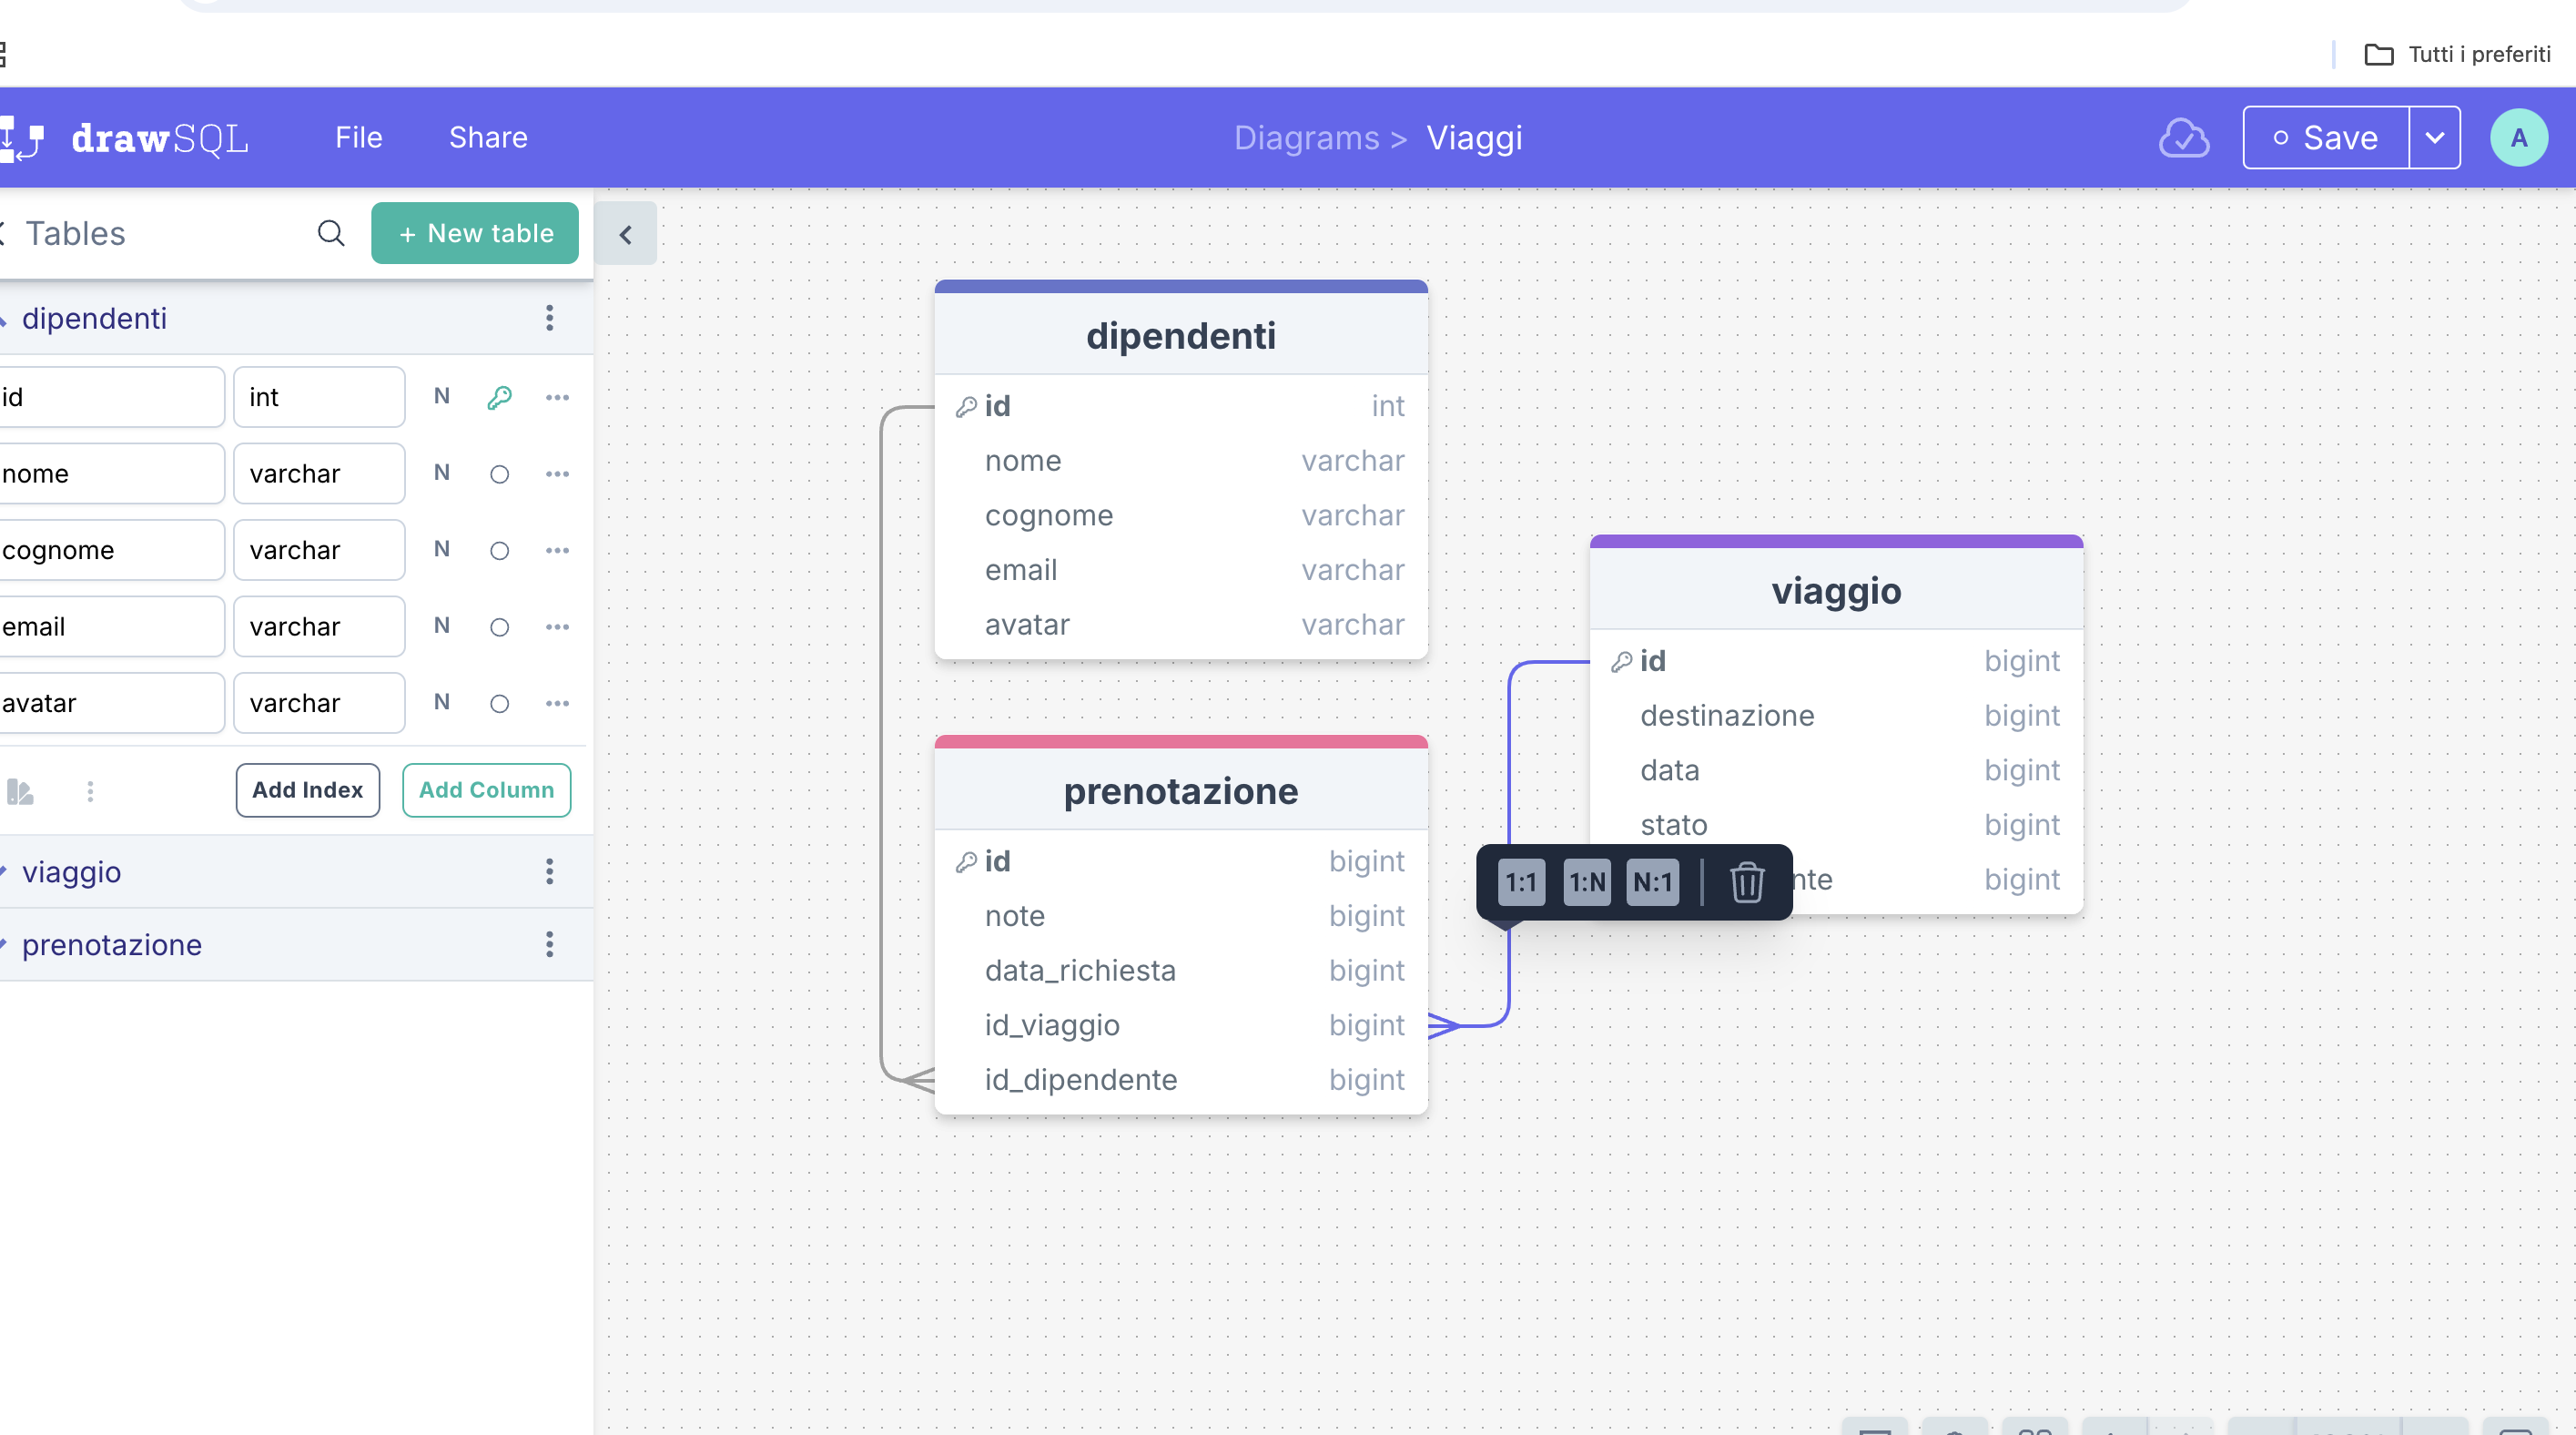 Tutti i preferiti
drawSQL
File
Share
Diagrams > Viaggi
Save
A
Tables
+ New table
dipendenti
id int N
nome varchar N
cognome varchar N
email varchar N
avatar varchar N
Add Index
Add Column
viaggio
prenotazione
dipendenti
id int
nome varchar
cognome varchar
email varchar
avatar varchar
prenotazione
id bigint
note bigint
data_richiesta bigint
id_viaggio bigint
id_dipendente bigint
viaggio
id bigint
destinazione bigint
data bigint
stato bigint
nte bigint
1:1 1:N N:1